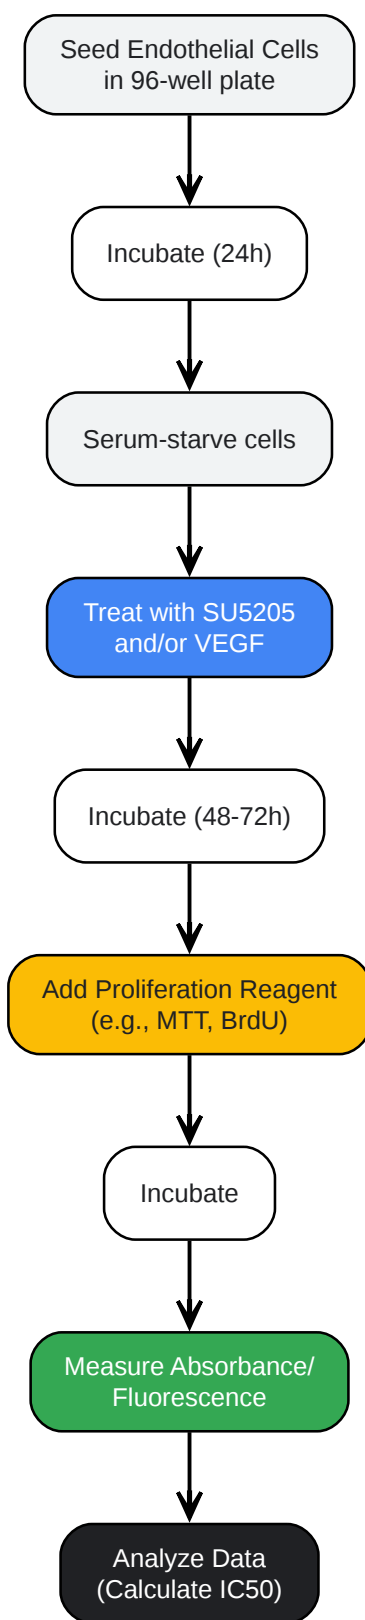 Seed Endothelial Cells
in 96-well plate
Incubate (24h)
Serum-starve cells
Treat with SU5205
and/or VEGF
Incubate (48-72h)
Add Proliferation Reagent
(e.g., MTT, BrdU)
Incubate
Measure Absorbance/
Fluorescence
Analyze Data
(Calculate IC50)